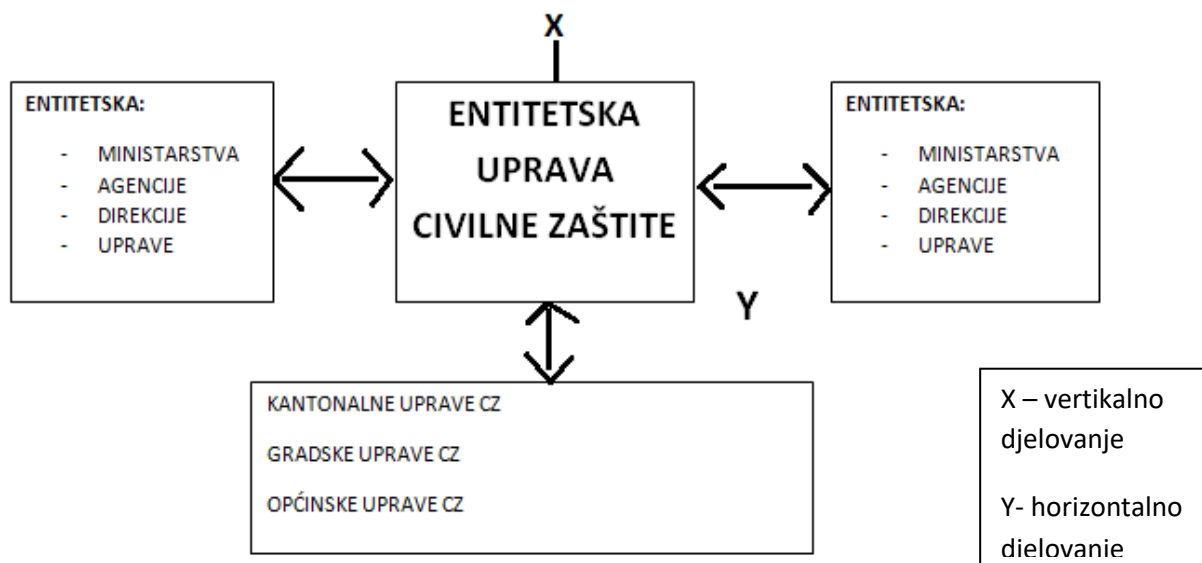 X
ENTITETSKA:
- MINISTARSTVA
- AGENCIJE
- DIREKCIJE
- UPRAVE
ENTITETSKA
UPRAVA
CIVILNE ZAŠTITE
ENTITETSKA:
- MINISTARSTVA
- AGENCIJE
- DIREKCIJE
- UPRAVE
Y
KANTONALNE UPRAVE CZ
GRADSKE UPRAVE CZ
OPĆINSKE UPRAVE CZ
X – vertikalno
djelovanje
Y- horizontalno
djelovanje